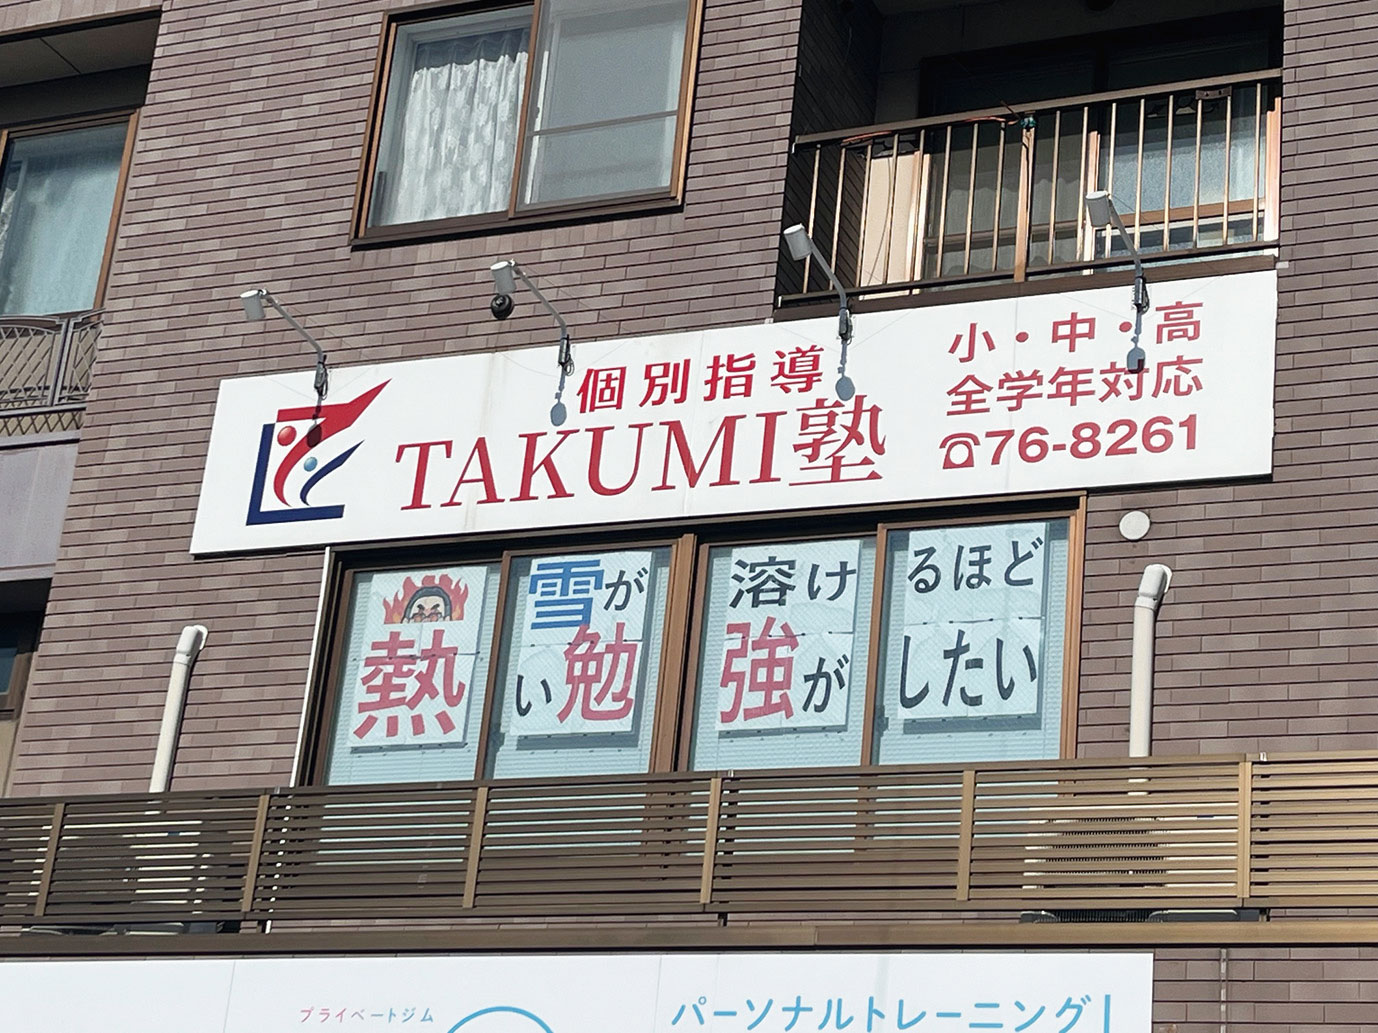 個別指導
TAKUMI塾
小・中・高
全学年対応
☎76-8261
雪が溶けるほど
熱い勉強がしたい
プライベートジム
パーソナルトレーニング